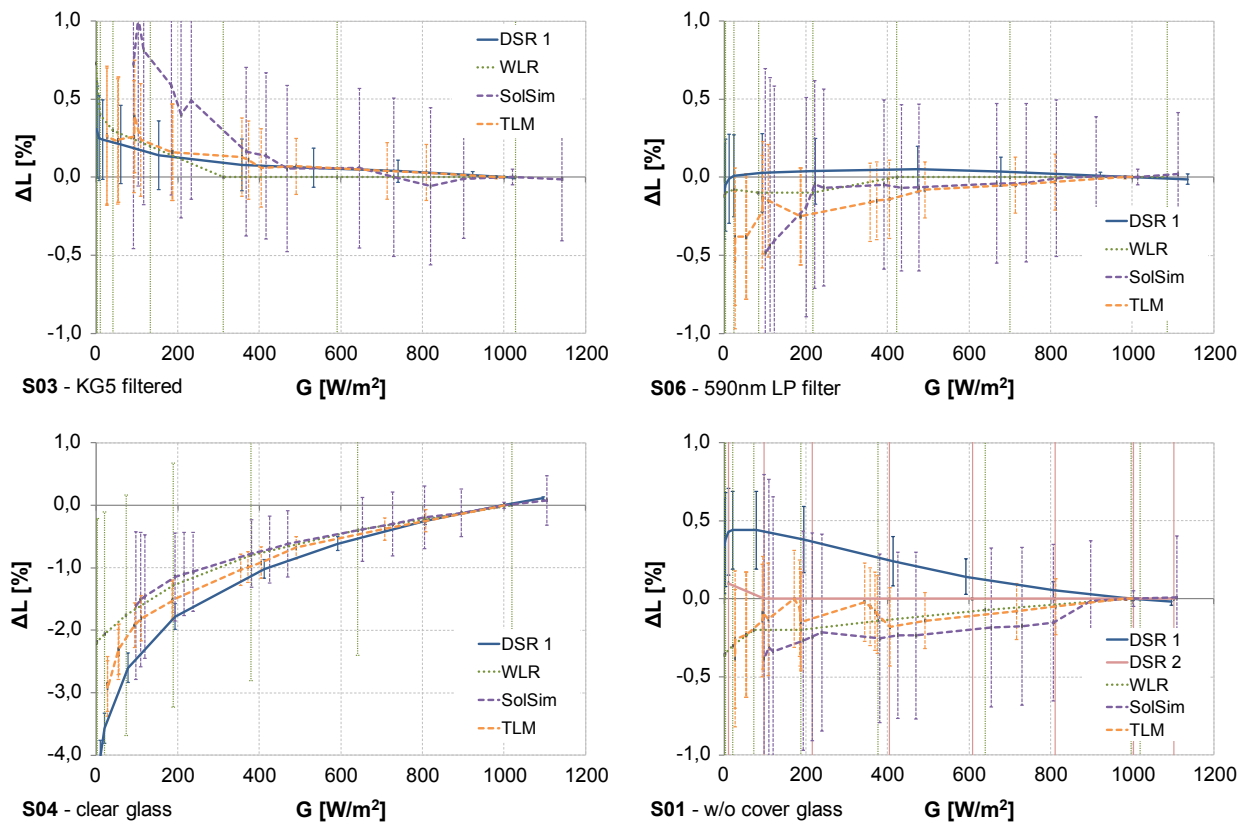 1,0
0,5
0,0
-0,5
-1,0
ΔL [%]
0 200 400 600 800 1000 1200
DSR 1
WLR
SolSim
TLM
S03 - KG5 filtered
G [W/m²]
1,0
0,5
0,0
-0,5
-1,0
ΔL [%]
0 200 400 600 800 1000 1200
DSR 1
WLR
SolSim
TLM
S06 - 590nm LP filter
G [W/m²]
1,0
0,0
-1,0
-2,0
-3,0
-4,0
ΔL [%]
0 200 400 600 800 1000 1200
DSR 1
WLR
SolSim
TLM
S04 - clear glass
G [W/m²]
1,0
0,5
0,0
-0,5
-1,0
ΔL [%]
0 200 400 600 800 1000 1200
DSR 1
DSR 2
WLR
SolSim
TLM
S01 - w/o cover glass
G [W/m²]